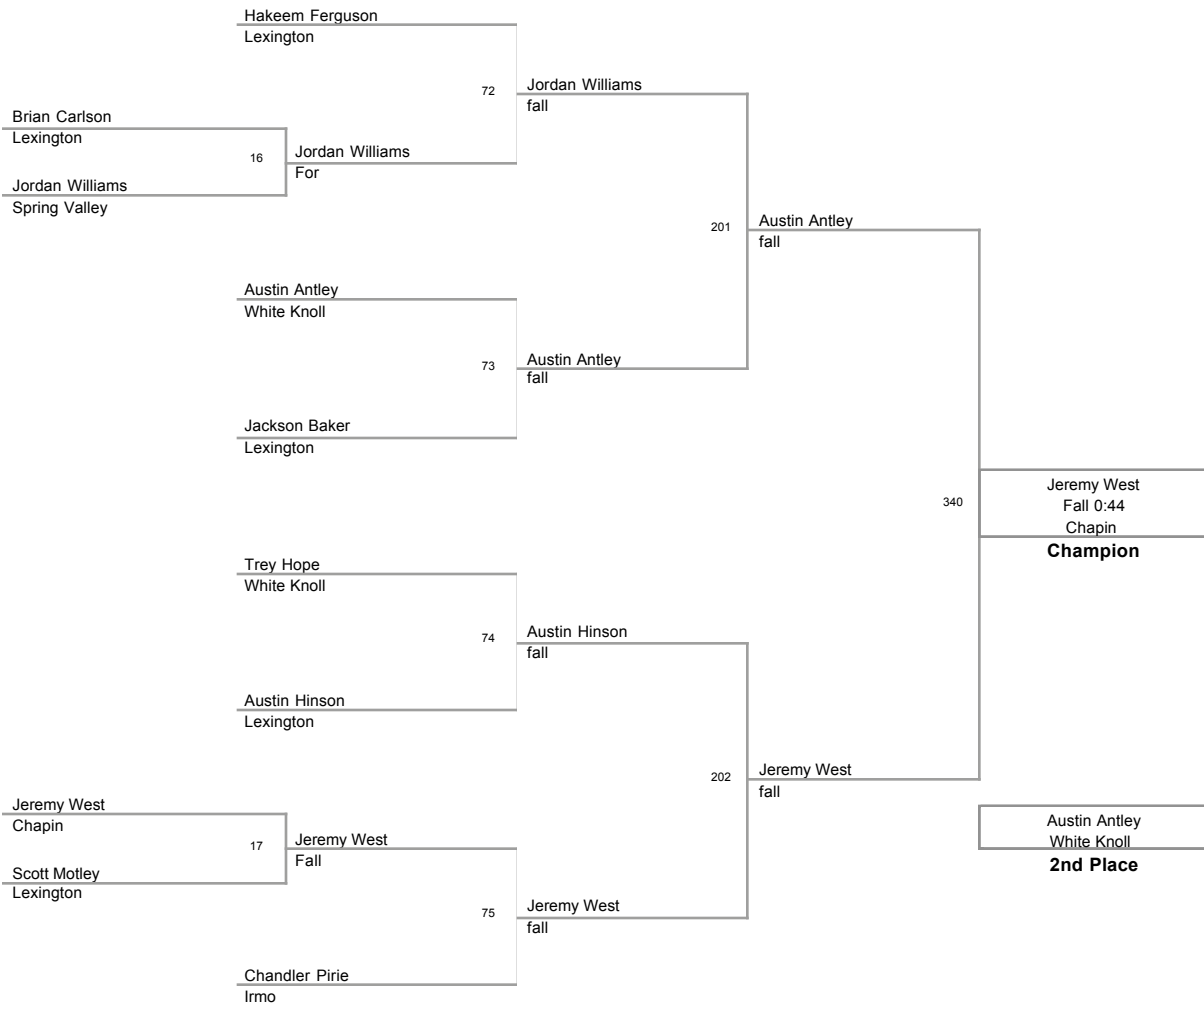 Hakeem Ferguson
Lexington
72
Jordan Williams
fall
Brian Carlson
Lexington
16
Jordan Williams
For
Jordan Williams
Spring Valley
201
Austin Antley
fall
Austin Antley
White Knoll
73
Austin Antley
fall
Jackson Baker
Lexington
340
Jeremy West
Fall 0:44
Chapin
Champion
Trey Hope
White Knoll
74
Austin Hinson
fall
Austin Hinson
Lexington
202
Jeremy West
fall
Jeremy West
Chapin
17
Jeremy West
Fall
Scott Motley
Lexington
75
Jeremy West
fall
Chandler Pirie
Irmo
Austin Antley
White Knoll
2nd Place